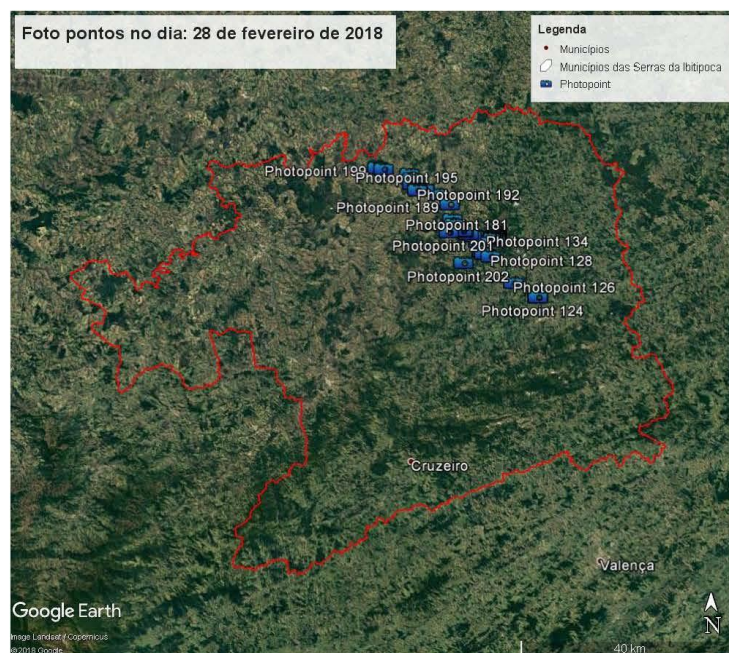 Foto pontos no dia: 28 de fevereiro de 2018
Legenda
Municípios
Municípios das Serras da Ibitipoca
Photopoint
Photopoint 199
Photopoint 195
Photopoint 192
Photopoint 189
Photopoint 181
Photopoint 201
Photopoint 134
Photopoint 128
Photopoint 202
Photopoint 126
Photopoint 124
Cruzeiro
Valença
Google Earth
Image Landsat / Copernicus
©2018 Google
N
40 km